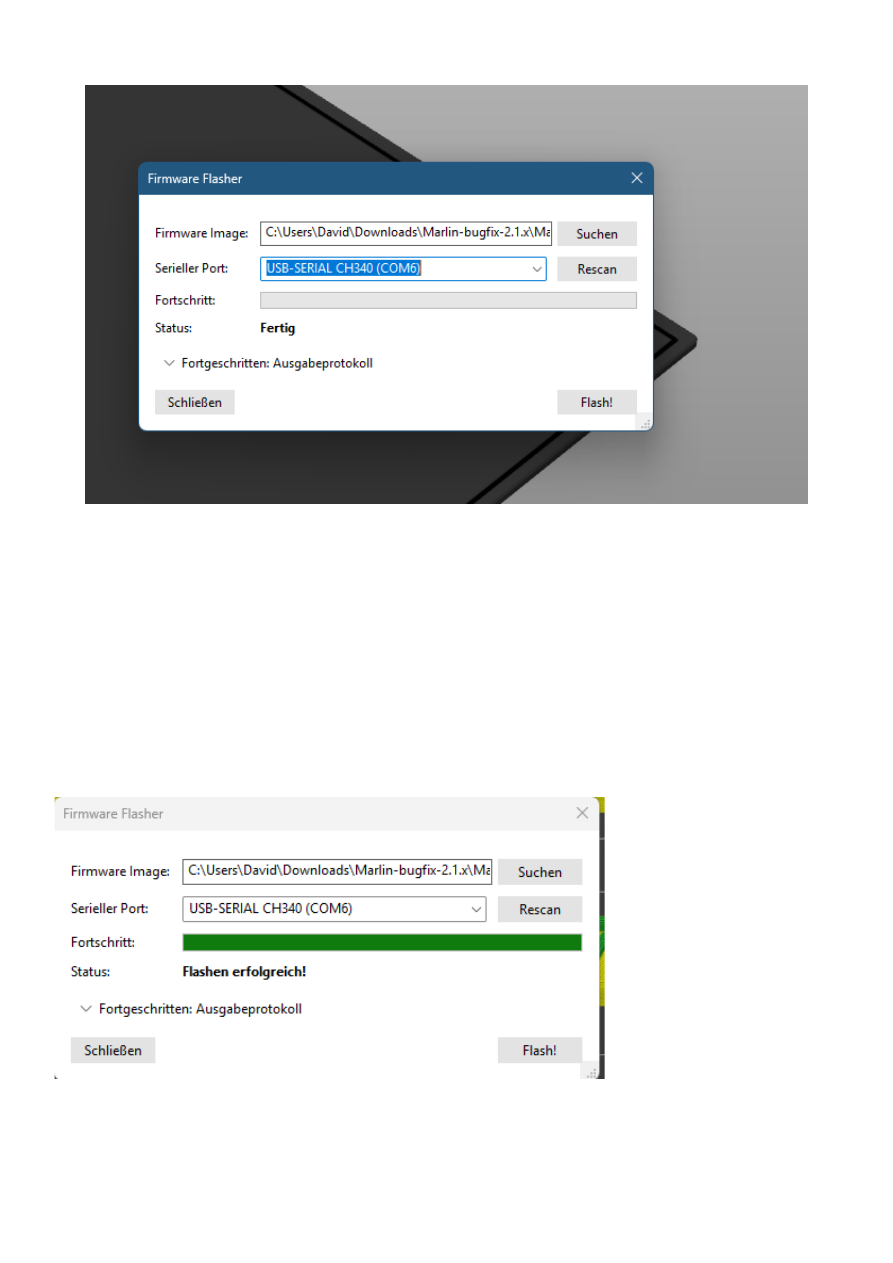 Firmware Flasher
Firmware Image: C:\Users\David\Downloads\Marlin-bugfix-2.1.x\Ma Suchen
Serieller Port: USB-SERIAL CH340 (COM6) Rescan
Fortschritt:
Status: Fertig
Fortgeschritten: Ausgabeprotokoll
Schließen Flash!
Firmware Flasher
Firmware Image: C:\Users\David\Downloads\Marlin-bugfix-2.1.x\Ma Suchen
Serieller Port: USB-SERIAL CH340 (COM6) Rescan
Fortschritt:
Status: Flashen erfolgreich!
Fortgeschritten: Ausgabeprotokoll
Schließen Flash!